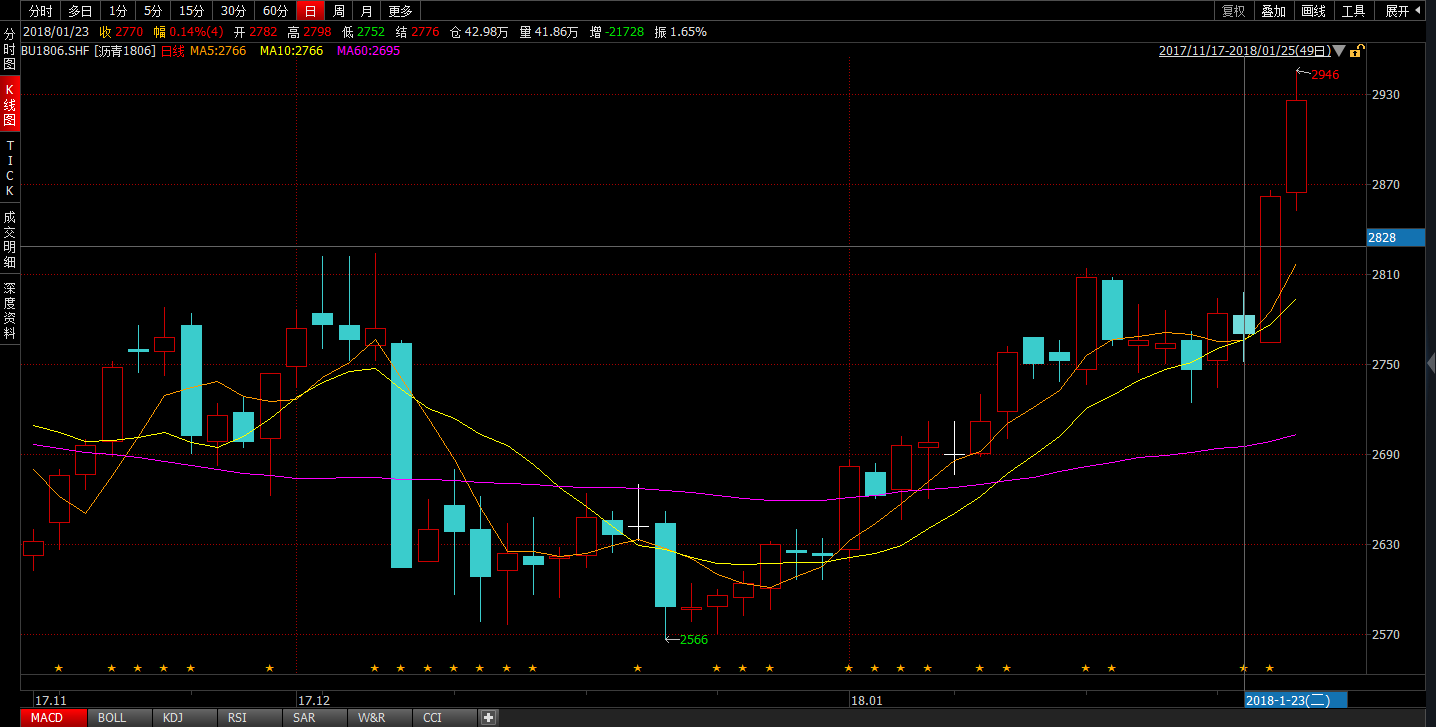 分时 多日 1分 5分 15分 30分 60分 日 周 月 更多 复权 叠加 画线 工具 展开
2018/01/23 收 2770 幅 0.14%(4) 开 2782 高 2798 低 2752 结 2776 仓 42.98万 量 41.86万 增 -21728 振 1.65%
BU1806.SHF [沥青1806] 日线 MA5:2766 MA10:2766 MA60:2695 2017/11/17-2018/01/25(49日)
分时图
K线图
TICK
成交明细
深度资料
2946
2930
2870
2828
2810
2750
2690
2630
2570
2566
17.11 17.12 18.01 2018-1-23(二)
MACD BOLL KDJ RSI SAR W&R CCI